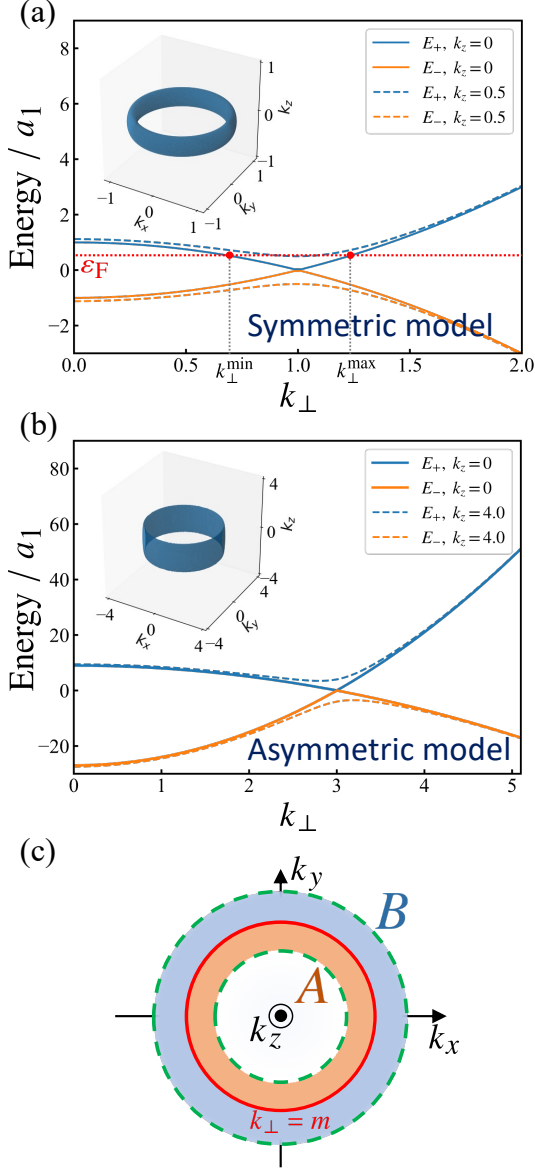 (a)
Energy / a₁
8
6
4
2
0
−2
εF
1
0
−1
kz
−1
0
1
kx
−1
0
1
ky
E₊, kz = 0
E₋, kz = 0
E₊, kz = 0.5
E₋, kz = 0.5
Symmetric model
0.0 0.5 1.0 1.5 2.0
k⊥^min k⊥^max
k⊥
(b)
Energy / a₁
80
60
40
20
0
−20
4
0
−4
kz
−4
0
4
kx
−4
0
4
ky
E₊, kz = 0
E₋, kz = 0
E₊, kz = 4.0
E₋, kz = 4.0
Asymmetric model
0 1 2 3 4 5
k⊥
(c)
ky
B
A
kz
kx
k⊥ = m